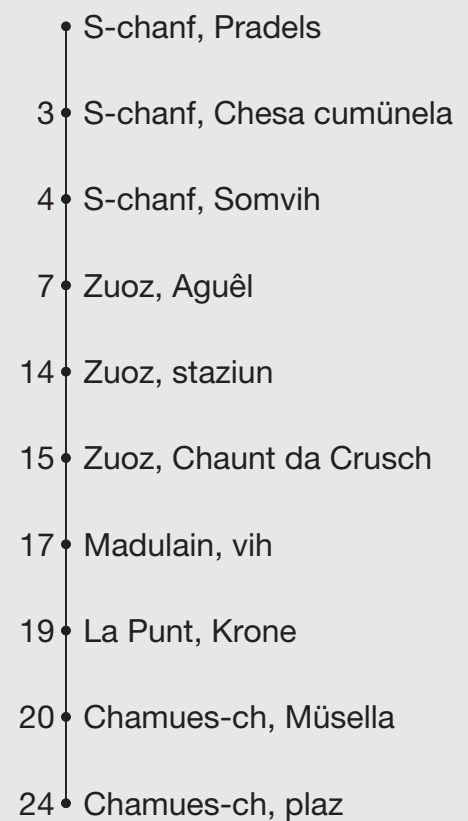 S-chanf, Pradels
3 S-chanf, Chesa cumünela
4 S-chanf, Somvih
7 Zuoz, Aguêl
14 Zuoz, staziun
15 Zuoz, Chaunt da Crusch
17 Madulain, vih
19 La Punt, Krone
20 Chamues-ch, Müsella
24 Chamues-ch, plaz